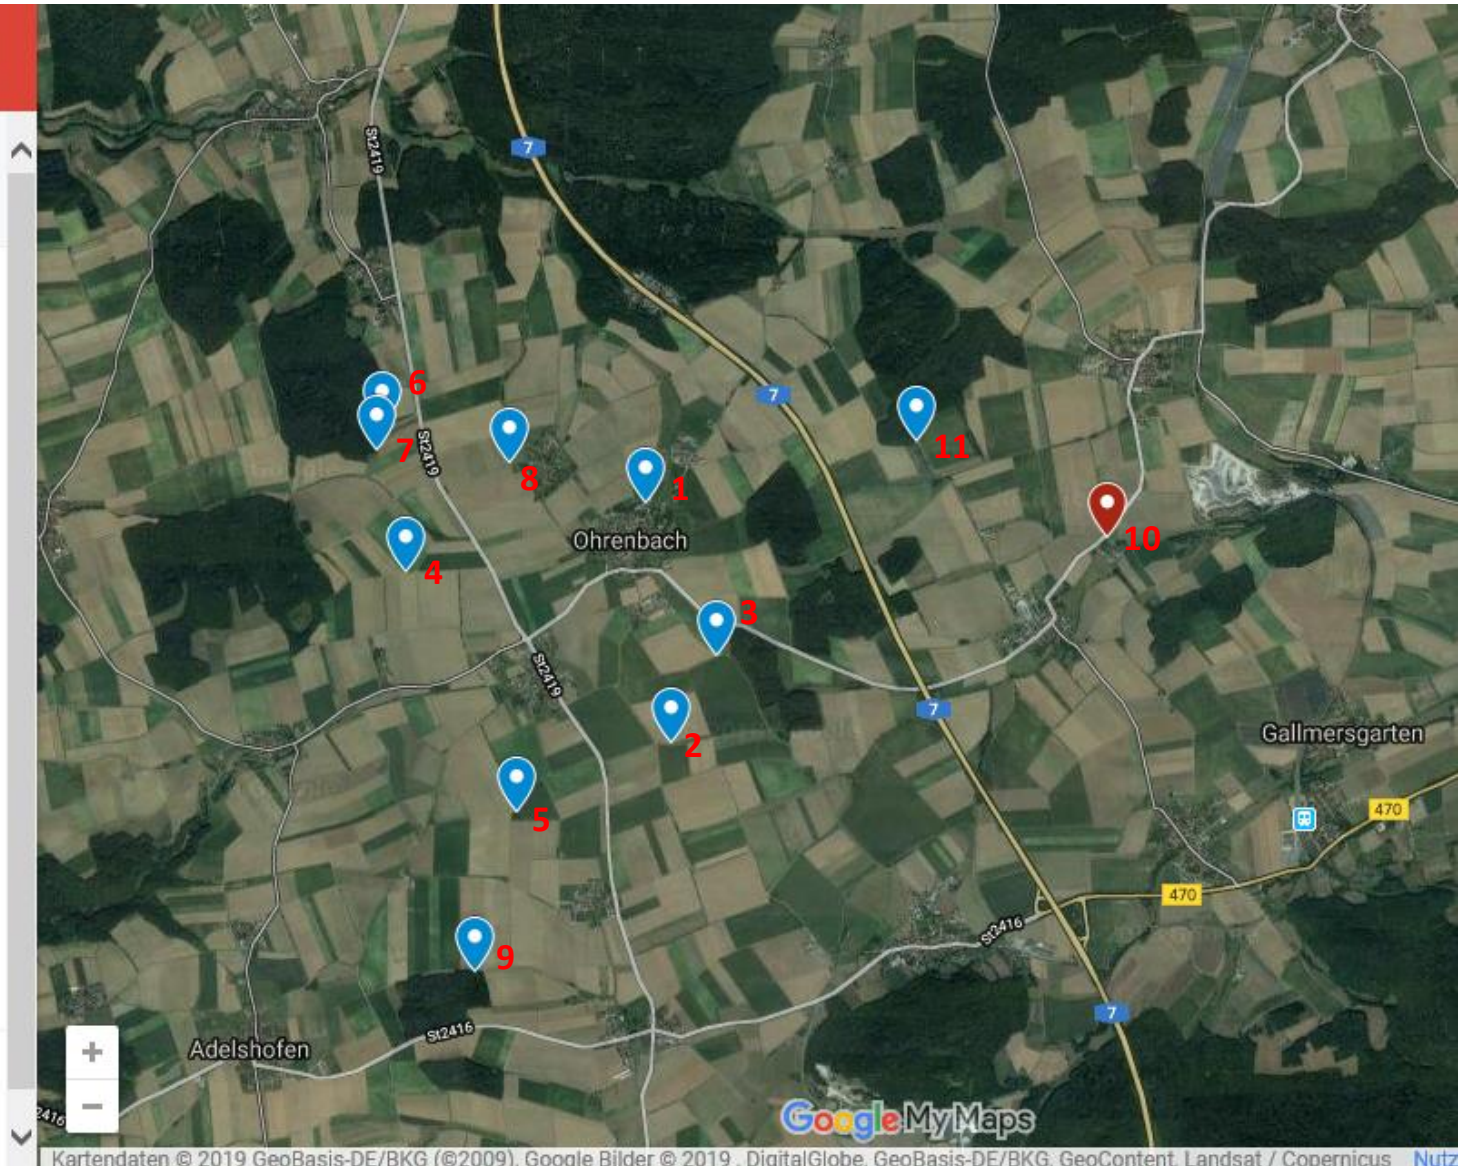 St2419
7
7
6
7
St2419
8
11
1
Ohrenbach
10
4
3
St2419
7
2
Gallmersgarten
5
470
470
St2416
9
7
St2416
Adelshofen
+
−
2416
Google My Maps
Kartendaten © 2019 GeoBasis-DE/BKG (©2009), Google Bilder © 2019 , DigitalGlobe, GeoBasis-DE/BKG, GeoContent, Landsat / Copernicus Nutz